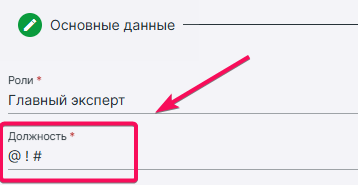 Основные данные
Роли *
Главный эксперт
Должность *
@ ! #